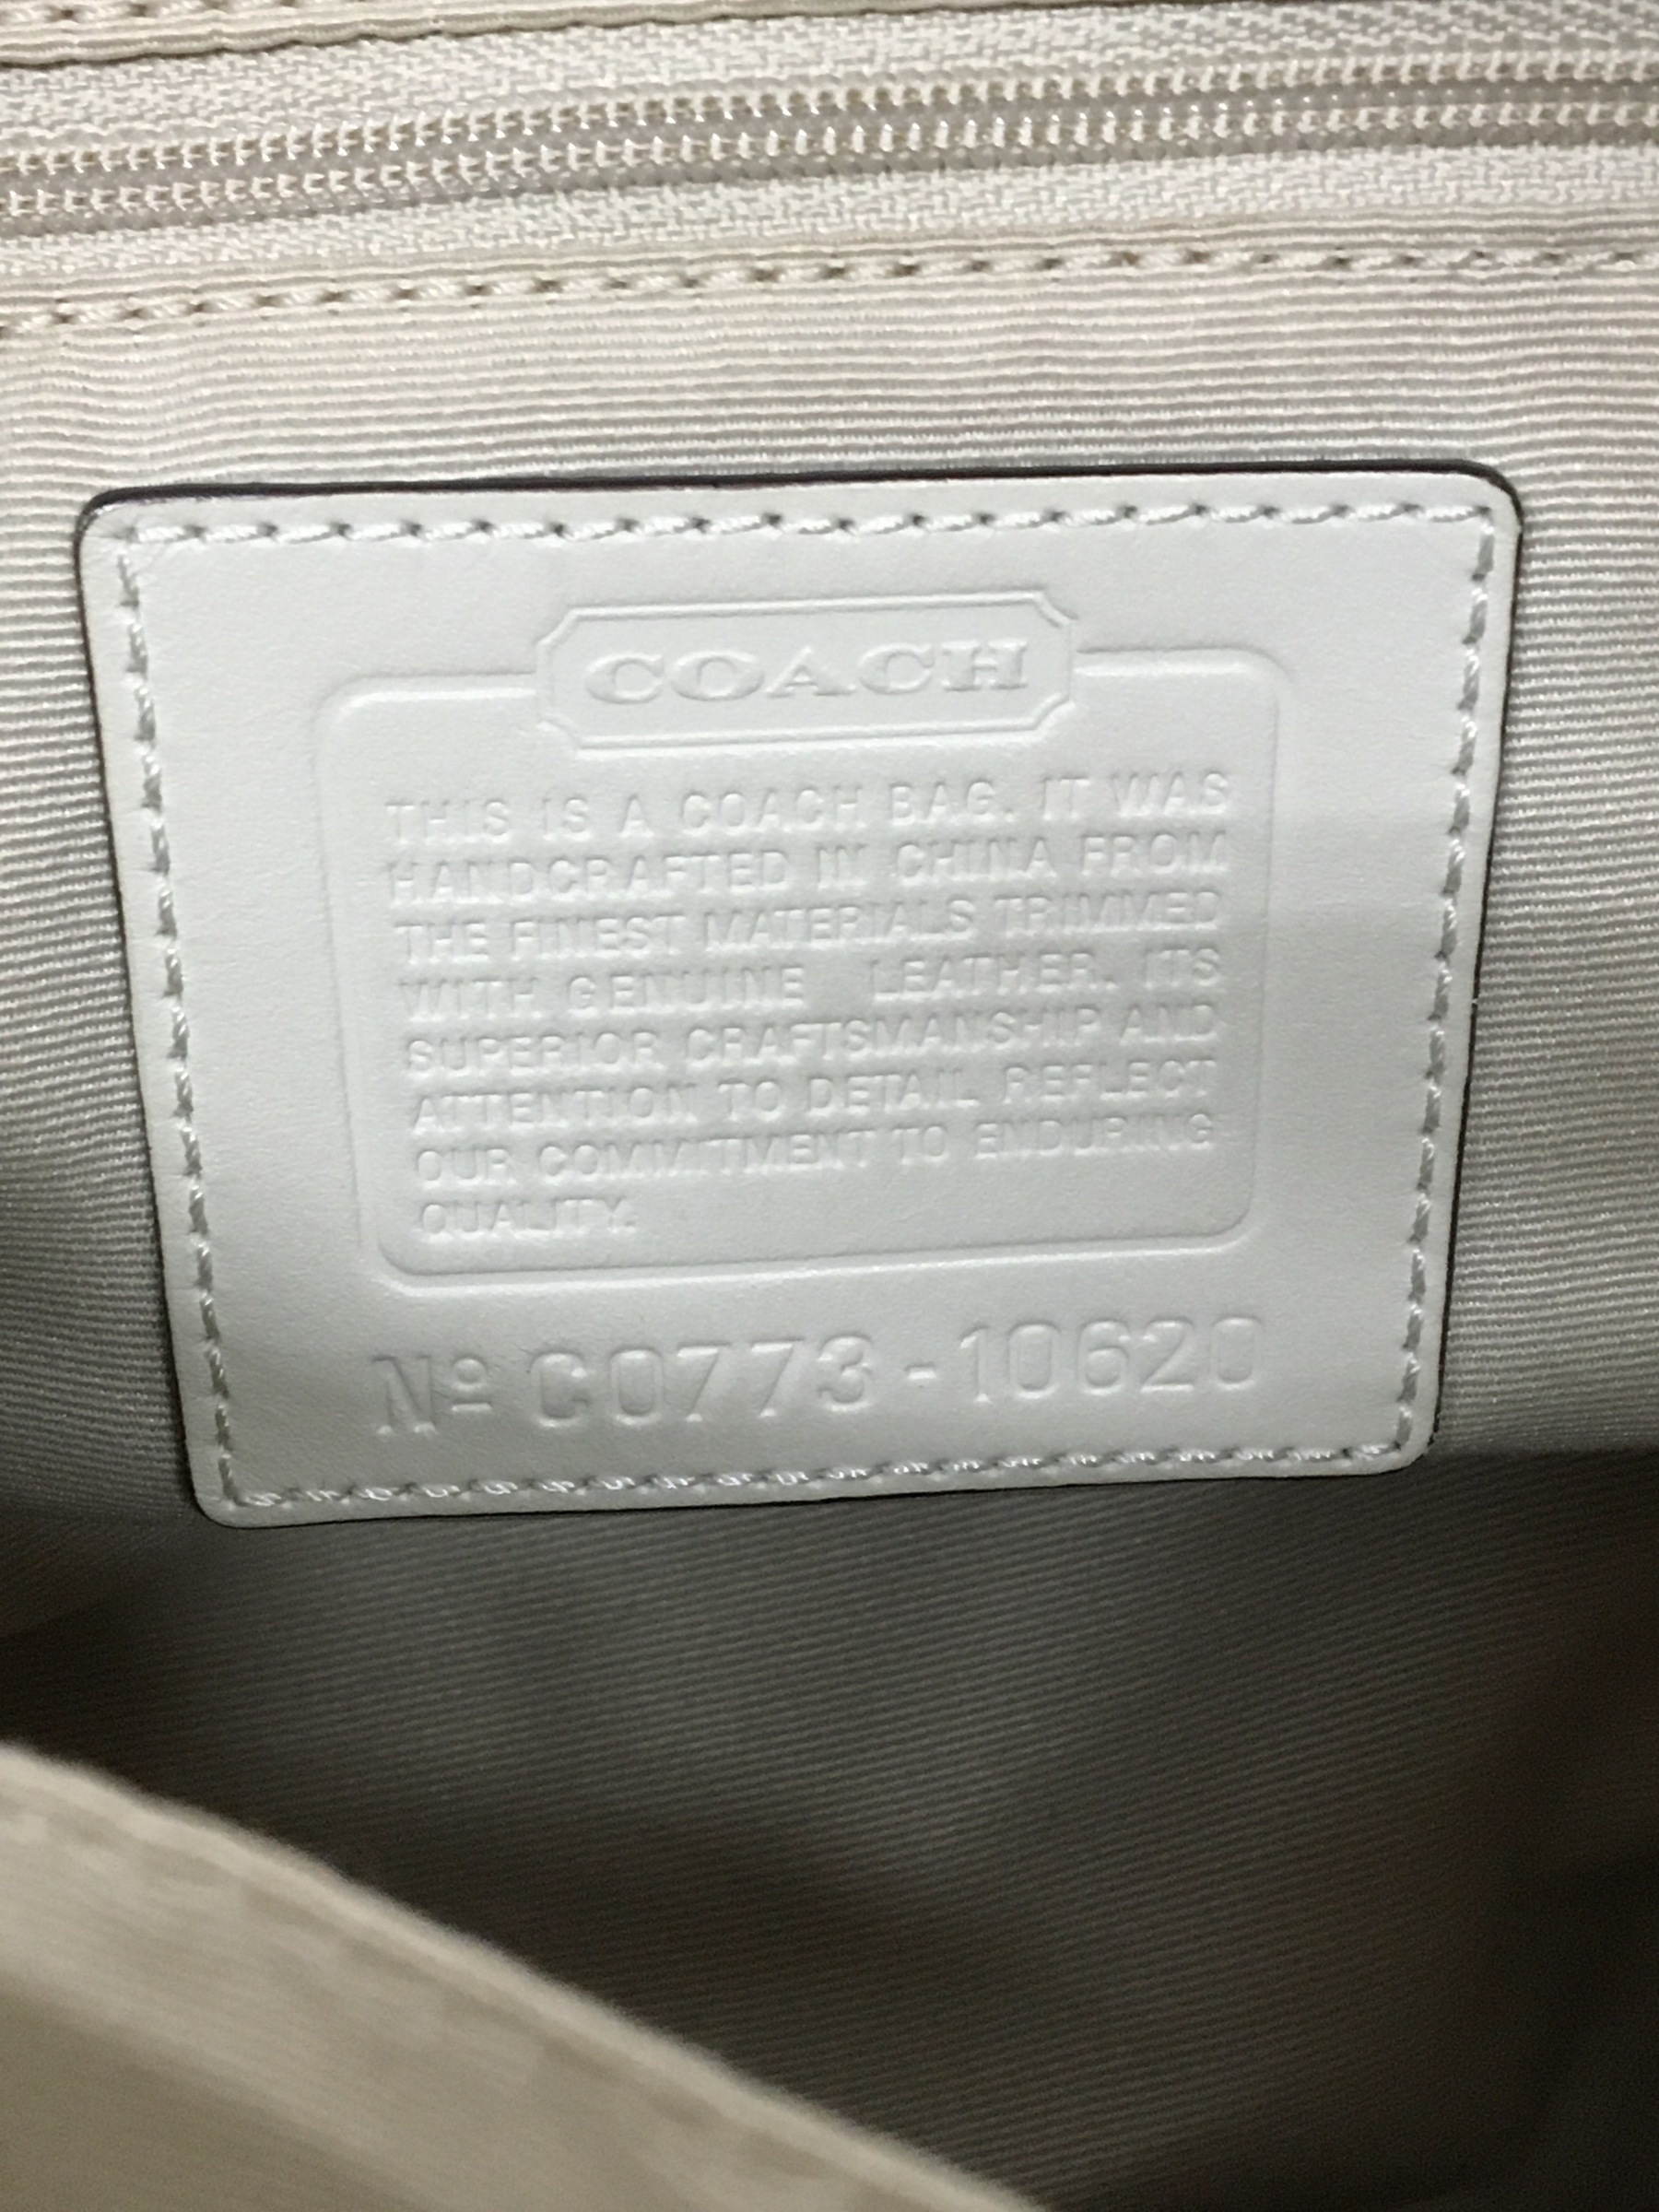 COACH
THIS IS A COACH BAG. IT WAS
HANDCRAFTED IN CHINA FROM
THE FINEST MATERIALS TRIMMED
WITH GENUINE LEATHER. ITS
SUPERIOR CRAFTSMANSHIP AND
ATTENTION TO DETAIL REFLECT
OUR COMMITMENT TO ENDURING
QUALITY.
Nº C0773-10620